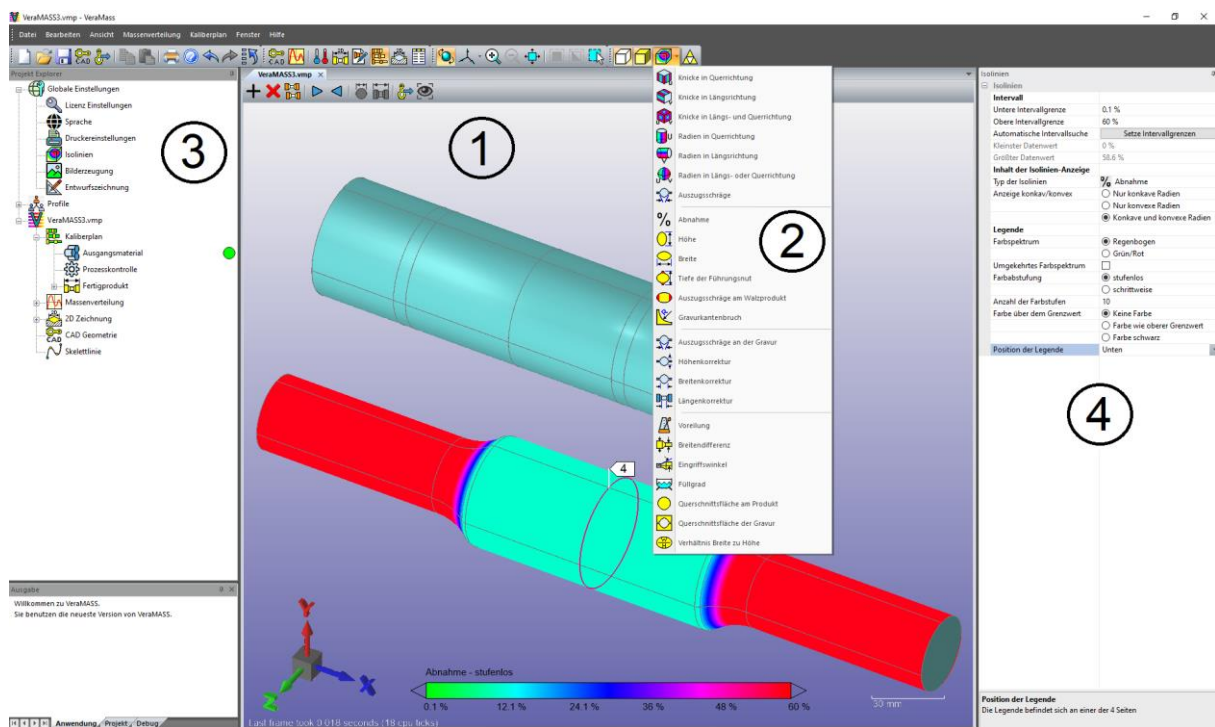 VeraMASS3.vmp - VeraMass
Datei Bearbeiten Ansicht Massenverteilung Kaliberplan Fenster Hilfe
CAD CAD
Projekt Explorer
Globale Einstellungen
Lizenz Einstellungen
Sprache
Druckereinstellungen
Isolinien
Bilderzeugung
Entwurfszeichnung
Profile
VeraMASS3.vmp
Kaliberplan
Ausgangsmaterial
Prozesskontrolle
Fertigprodukt
Massenverteilung
2D Zeichnung
CAD Geometrie
Skelettlinie
3
Ausgabe
Willkommen zu VeraMASS.
Sie benutzen die neueste Version von VeraMASS.
Anwendung Projekt Debug
VeraMASS3.vmp
1
4
Y
X
Z
Abnahme - stufenlos
0.1 % 12.1 % 24.1 % 36 % 48 % 60 %
30 mm
Last frame took 0.018 seconds (18 cpu ticks)
Knicke in Querrichtung
Knicke in Längsrichtung
Knicke in Längs- und Querrichtung
Radien in Querrichtung
Radien in Längsrichtung
Radien in Längs- oder Querrichtung
Auszugsschräge
% Abnahme
Höhe
Breite
Tiefe der Führungsnut
Auszugsschräge am Walzprodukt
Gravurkantenbruch
Auszugsschräge an der Gravur
Höhenkorrektur
Breitenkorrektur
Längenkorrektur
Voreilung
Breitendifferenz
Eingriffswinkel
Füllgrad
Querschnittsfläche am Produkt
Querschnittsfläche der Gravur
Verhältnis Breite zu Höhe
2
Isolinien
Isolinien
Intervall
Untere Intervallgrenze 0.1 %
Obere Intervallgrenze 60 %
Automatische Intervallsuche Setze Intervallgrenzen
Kleinster Datenwert 0 %
Größter Datenwert 58.6 %
Inhalt der Isolinien-Anzeige
Typ der Isolinien % Abnahme
Anzeige konkav/konvex Nur konkave Radien
Nur konvexe Radien
Konkave und konvexe Radien
Legende
Farbspektrum Regenbogen
Grün/Rot
Umgekehrtes Farbspektrum
Farbabstufung stufenlos
schrittweise
Anzahl der Farbstufen 10
Farbe über dem Grenzwert Keine Farbe
Farbe wie oberer Grenzwert
Farbe schwarz
Position der Legende Unten
4
Position der Legende
Die Legende befindet sich an einer der 4 Seiten